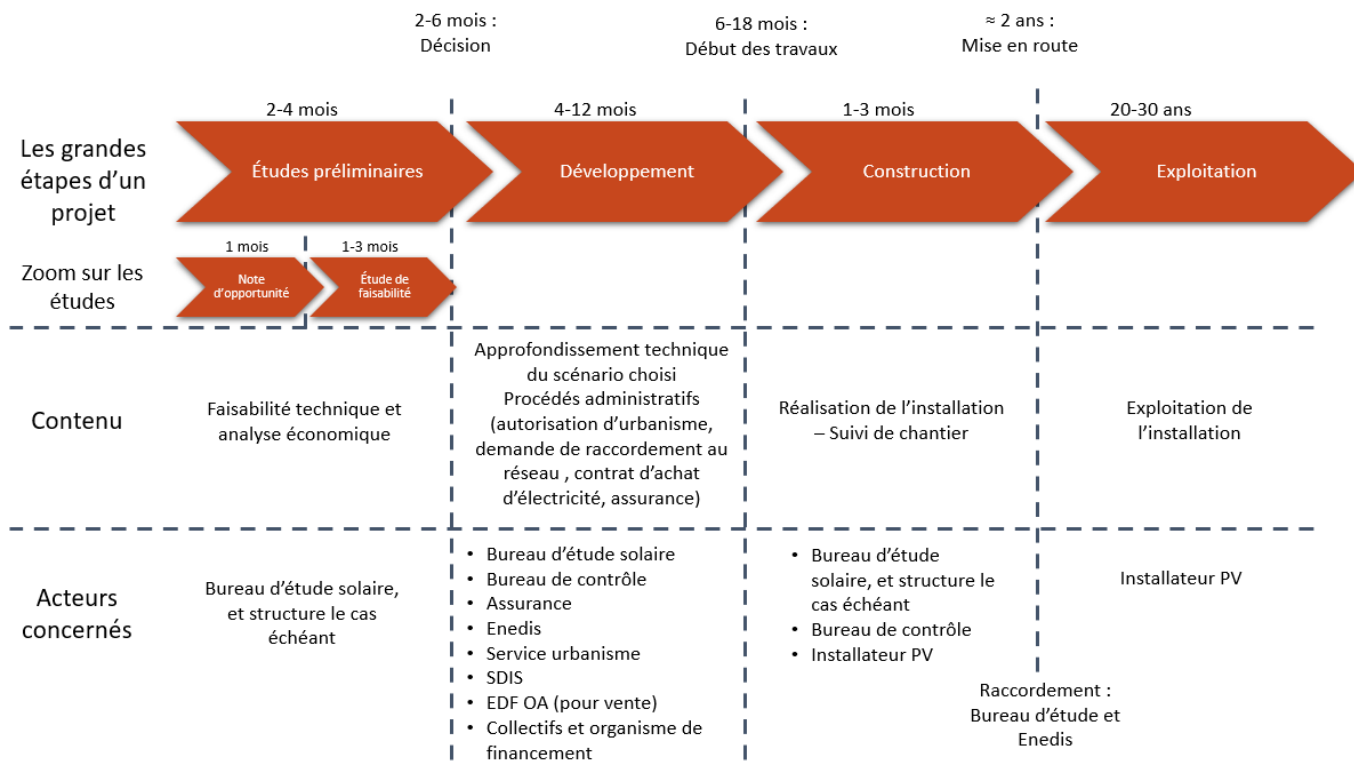 2-6 mois :
Décision
6-18 mois :
Début des travaux
≈ 2 ans :
Mise en route
2-4 mois
4-12 mois
1-3 mois
20-30 ans
Les grandes
étapes d’un
projet
Études préliminaires
Développement
Construction
Exploitation
1 mois
1-3 mois
Zoom sur les
études
Note
d’opportunité
Étude de
faisabilité
Contenu
Faisabilité technique et
analyse économique
Approfondissement technique
du scénario choisi
Procédés administratifs
(autorisation d’urbanisme,
demande de raccordement au
réseau , contrat d’achat
d’électricité, assurance)
Réalisation de l’installation
– Suivi de chantier
Exploitation de
l’installation
Acteurs
concernés
Bureau d’étude solaire,
et structure le cas
échéant
• Bureau d’étude solaire
• Bureau de contrôle
• Assurance
• Enedis
• Service urbanisme
• SDIS
• EDF OA (pour vente)
• Collectifs et organisme de
financement
• Bureau d’étude
solaire, et structure le
cas échéant
• Bureau de contrôle
• Installateur PV
Installateur PV
Raccordement :
Bureau d’étude et
Enedis